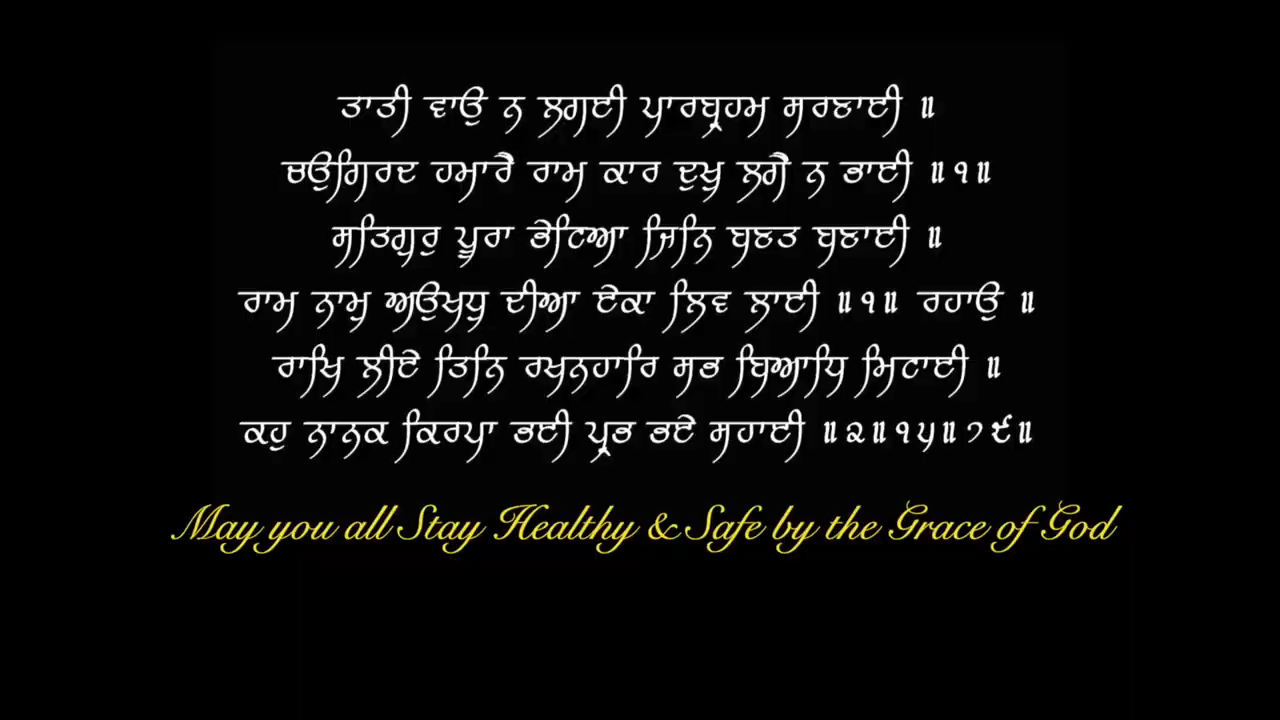 ਤਾਤੀ ਵਾਉ ਨ ਲਗਈ ਪਾਰਬ੍ਰਹਮ ਸਰਣਾਈ ॥
ਚਉਗਿਰਦ ਹਮਾਰੈ ਰਾਮ ਕਾਰ ਦੁਖੁ ਲਗੈ ਨ ਭਾਈ ॥੧॥
ਸਤਿਗੁਰੁ ਪੂਰਾ ਭੇਟਿਆ ਜਿਨਿ ਬਣਤ ਬਣਾਈ ॥
ਰਾਮ ਨਾਮੁ ਅਉਖਧੁ ਦੀਆ ਏਕਾ ਲਿਵ ਲਾਈ ॥੧॥ ਰਹਾਉ ॥
ਰਾਖਿ ਲੀਏ ਤਿਨਿ ਰਖਨਹਾਰਿ ਸਭ ਬਿਆਧਿ ਮਿਟਾਈ ॥
ਕਹੁ ਨਾਨਕ ਕਿਰਪਾ ਭਈ ਪ੍ਰਭ ਭਏ ਸਹਾਈ ॥੨॥੧੫॥੭੯॥
May you all Stay Healthy & Safe by the Grace of God